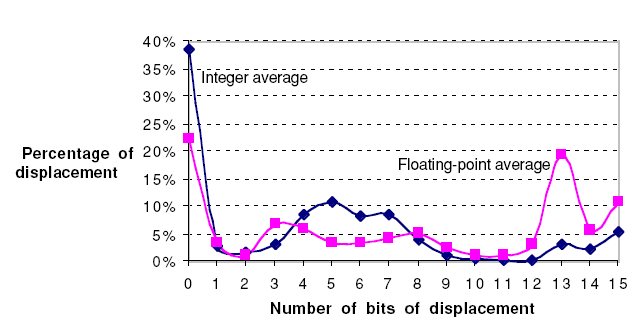 40%
35%
30%
25%
20%
15%
10%
5%
0%
Integer average
Floating-point average
Percentage of
displacement
0 1 2 3 4 5 6 7 8 9 10 11 12 13 14 15
Number of bits of displacement